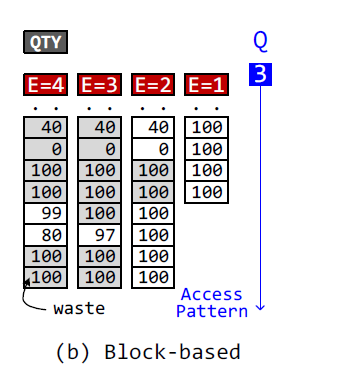 QTY Q
E=4 E=3 E=2 E=1 3
. . . . . .
40 40 40 100
0 0 0 100
100 100 100 100
100 100 100 100
99 100 100
80 97 100
100 100 100
100 100 100
waste
Access
Pattern
(b) Block-based